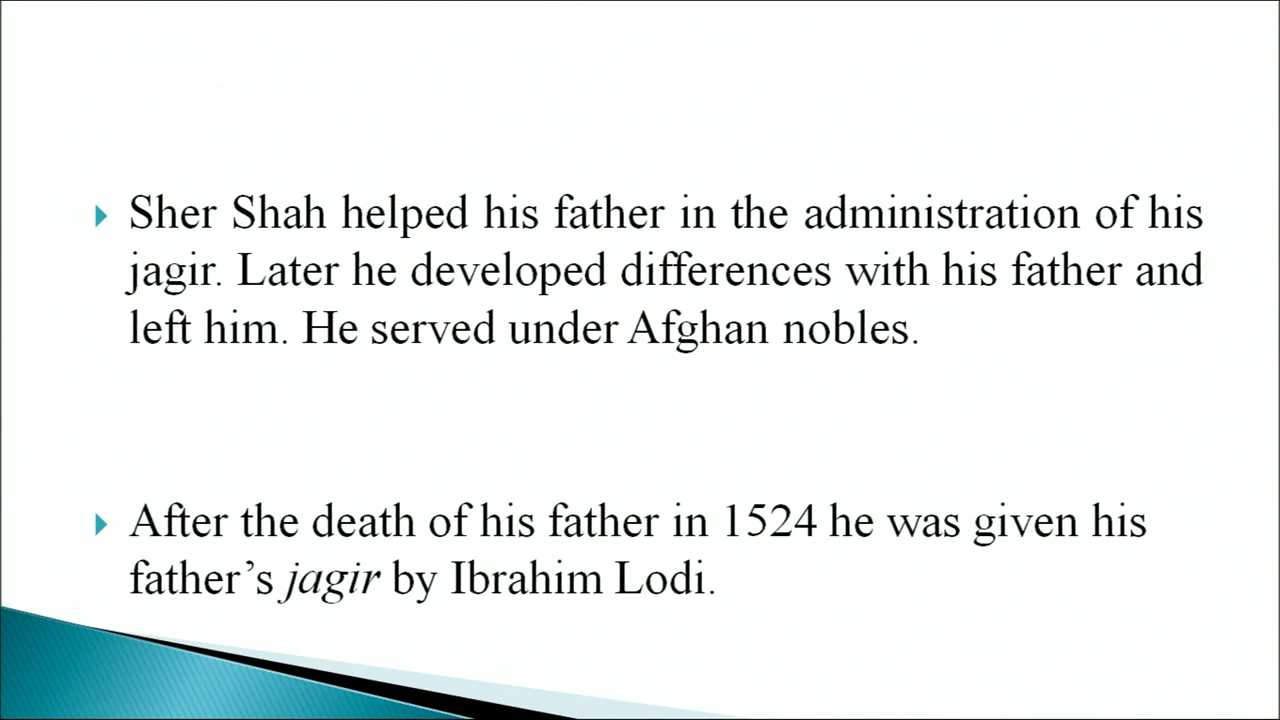 Sher Shah helped his father in the administration of his
jagir. Later he developed differences with his father and
left him. He served under Afghan nobles.
After the death of his father in 1524 he was given his
father’s jagir by Ibrahim Lodi.